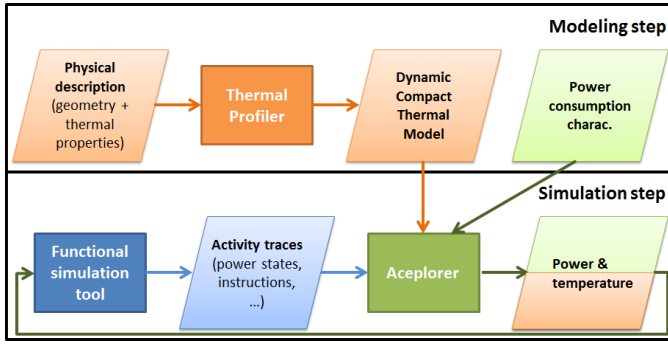 Modeling step
Physical
description
(geometry +
thermal
properties)
Thermal
Profiler
Dynamic
Compact
Thermal
Model
Power
consumption
charac.
Simulation step
Functional
simulation
tool
Activity traces
(power states,
instructions,
...)
Aceplorer
Power &
temperature